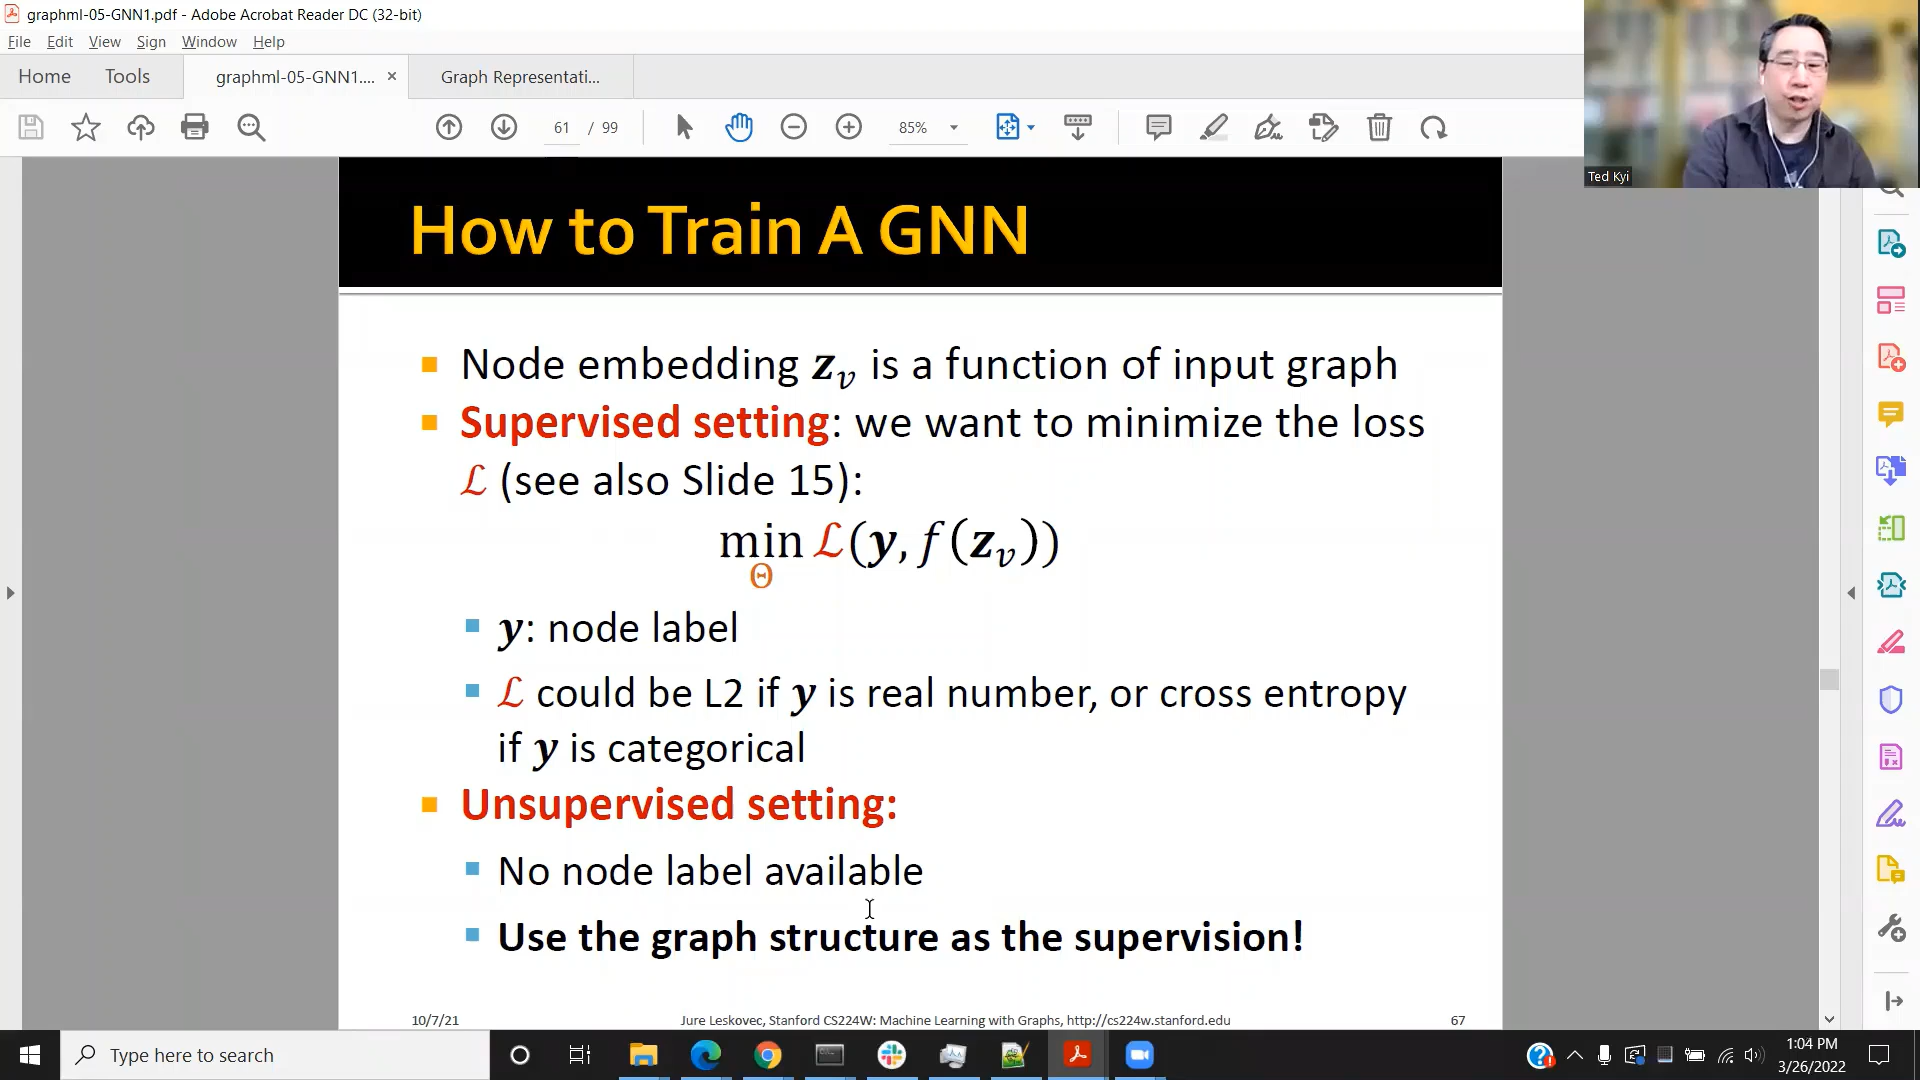 graphml-05-GNN1.pdf - Adobe Acrobat Reader DC (32-bit)
File Edit View Sign Window Help
Home Tools graphml-05-GNN1.... × Graph Representati...
61 / 99 85%
Ted Kyi
How to Train A GNN
Node embedding 𝒛ᵥ is a function of input graph
Supervised setting: we want to minimize the loss
ℒ (see also Slide 15):
min ℒ(𝒚, 𝑓(𝒛ᵥ))
Θ
𝒚: node label
ℒ could be L2 if 𝒚 is real number, or cross entropy
if 𝒚 is categorical
Unsupervised setting:
No node label available
Use the graph structure as the supervision!
10/7/21 Jure Leskovec, Stanford CS224W: Machine Learning with Graphs, http://cs224w.stanford.edu 67
Type here to search
1:04 PM
3/26/2022